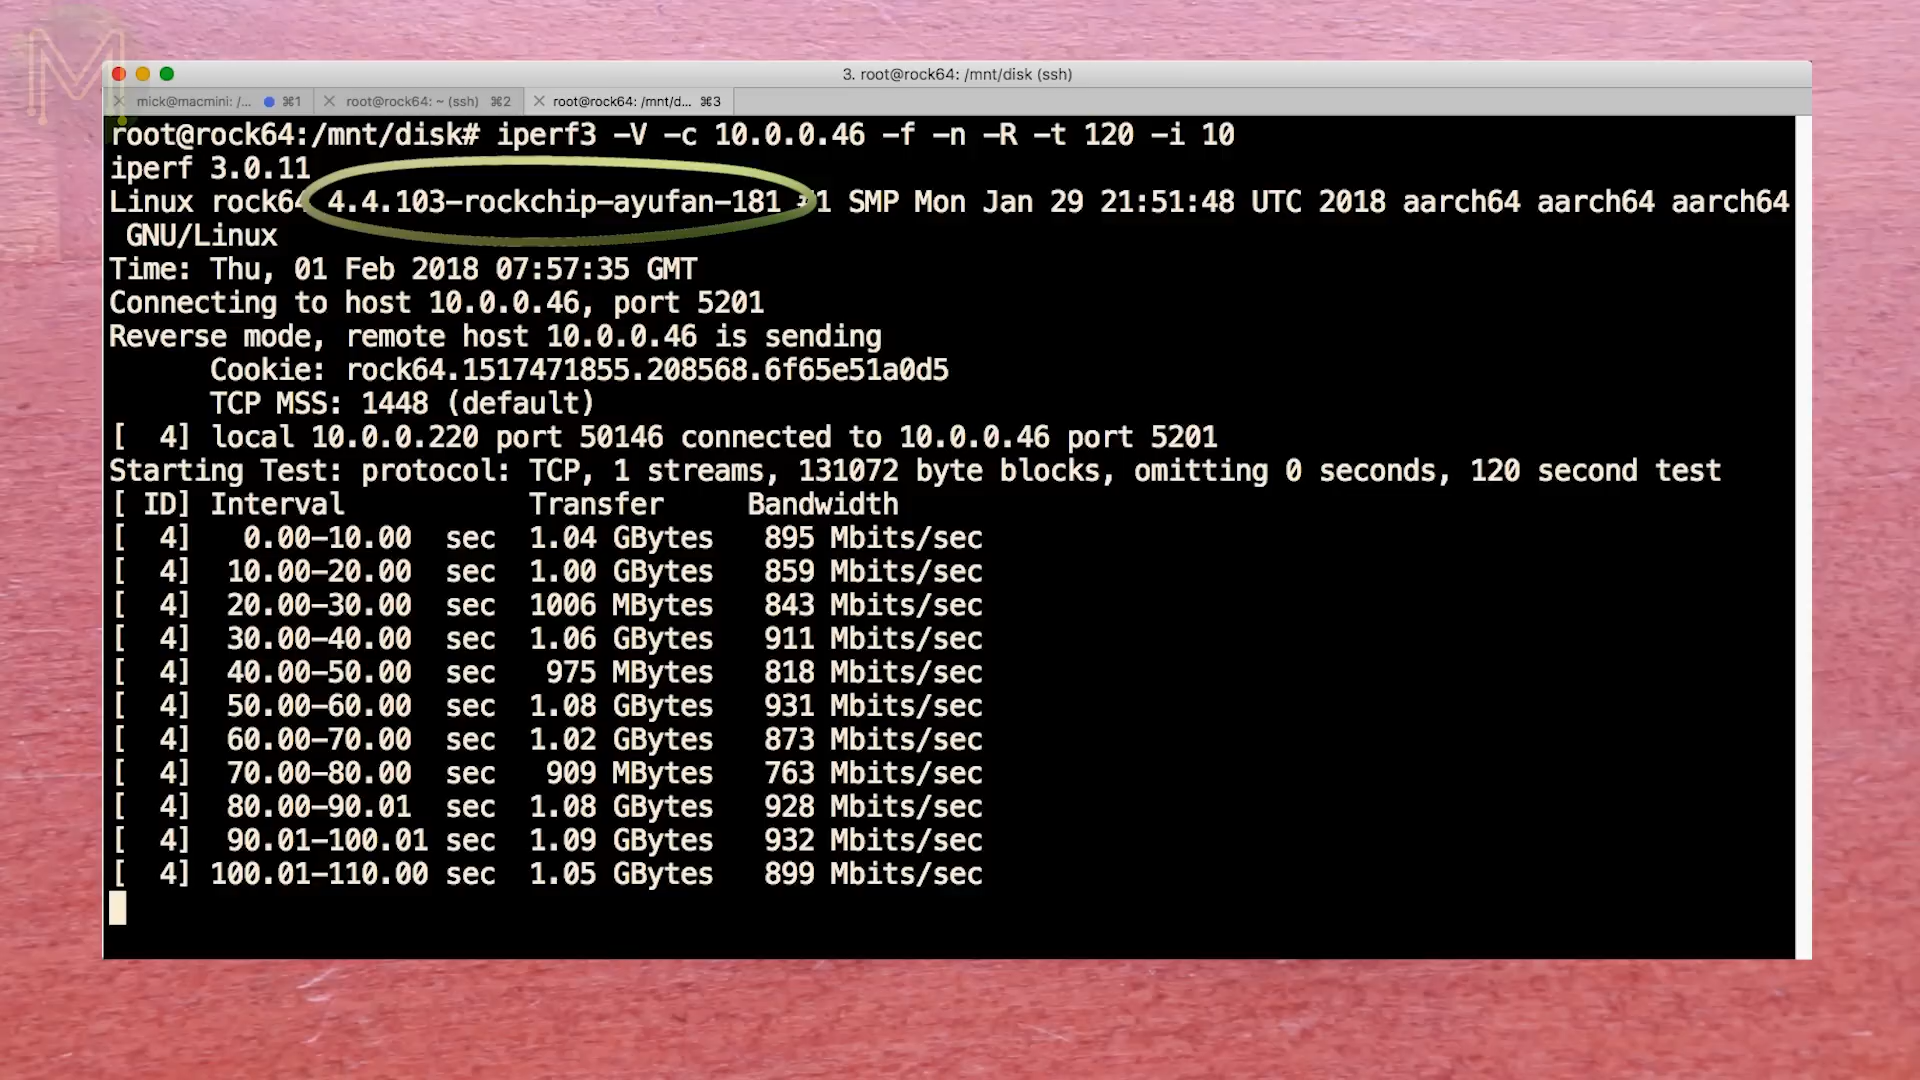 M
3. root@rock64: /mnt/disk (ssh)
mick@macmini: /... ⌘1 root@rock64: ~ (ssh) ⌘2 root@rock64: /mnt/d... ⌘3
root@rock64:/mnt/disk# iperf3 -V -c 10.0.0.46 -f -n -R -t 120 -i 10
iperf 3.0.11
Linux rock64 4.4.103-rockchip-ayufan-181 #1 SMP Mon Jan 29 21:51:48 UTC 2018 aarch64 aarch64 aarch64
GNU/Linux
Time: Thu, 01 Feb 2018 07:57:35 GMT
Connecting to host 10.0.0.46, port 5201
Reverse mode, remote host 10.0.0.46 is sending
Cookie: rock64.1517471855.208568.6f65e51a0d5
TCP MSS: 1448 (default)
[ 4] local 10.0.0.220 port 50146 connected to 10.0.0.46 port 5201
Starting Test: protocol: TCP, 1 streams, 131072 byte blocks, omitting 0 seconds, 120 second test
[ ID] Interval Transfer Bandwidth
[ 4] 0.00-10.00 sec 1.04 GBytes 895 Mbits/sec
[ 4] 10.00-20.00 sec 1.00 GBytes 859 Mbits/sec
[ 4] 20.00-30.00 sec 1006 MBytes 843 Mbits/sec
[ 4] 30.00-40.00 sec 1.06 GBytes 911 Mbits/sec
[ 4] 40.00-50.00 sec 975 MBytes 818 Mbits/sec
[ 4] 50.00-60.00 sec 1.08 GBytes 931 Mbits/sec
[ 4] 60.00-70.00 sec 1.02 GBytes 873 Mbits/sec
[ 4] 70.00-80.00 sec 909 MBytes 763 Mbits/sec
[ 4] 80.00-90.01 sec 1.08 GBytes 928 Mbits/sec
[ 4] 90.01-100.01 sec 1.09 GBytes 932 Mbits/sec
[ 4] 100.01-110.00 sec 1.05 GBytes 899 Mbits/sec